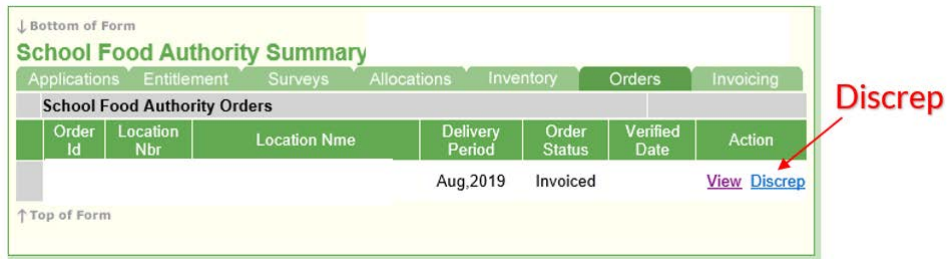 ↓ Bottom of Form
School Food Authority Summary
Applications Entitlement Surveys Allocations Inventory Orders Invoicing
Discrep
School Food Authority Orders
Order Id Location Nbr Location Nme Delivery Period Order Status Verified Date Action
Aug,2019 Invoiced View Discrep
↑ Top of Form